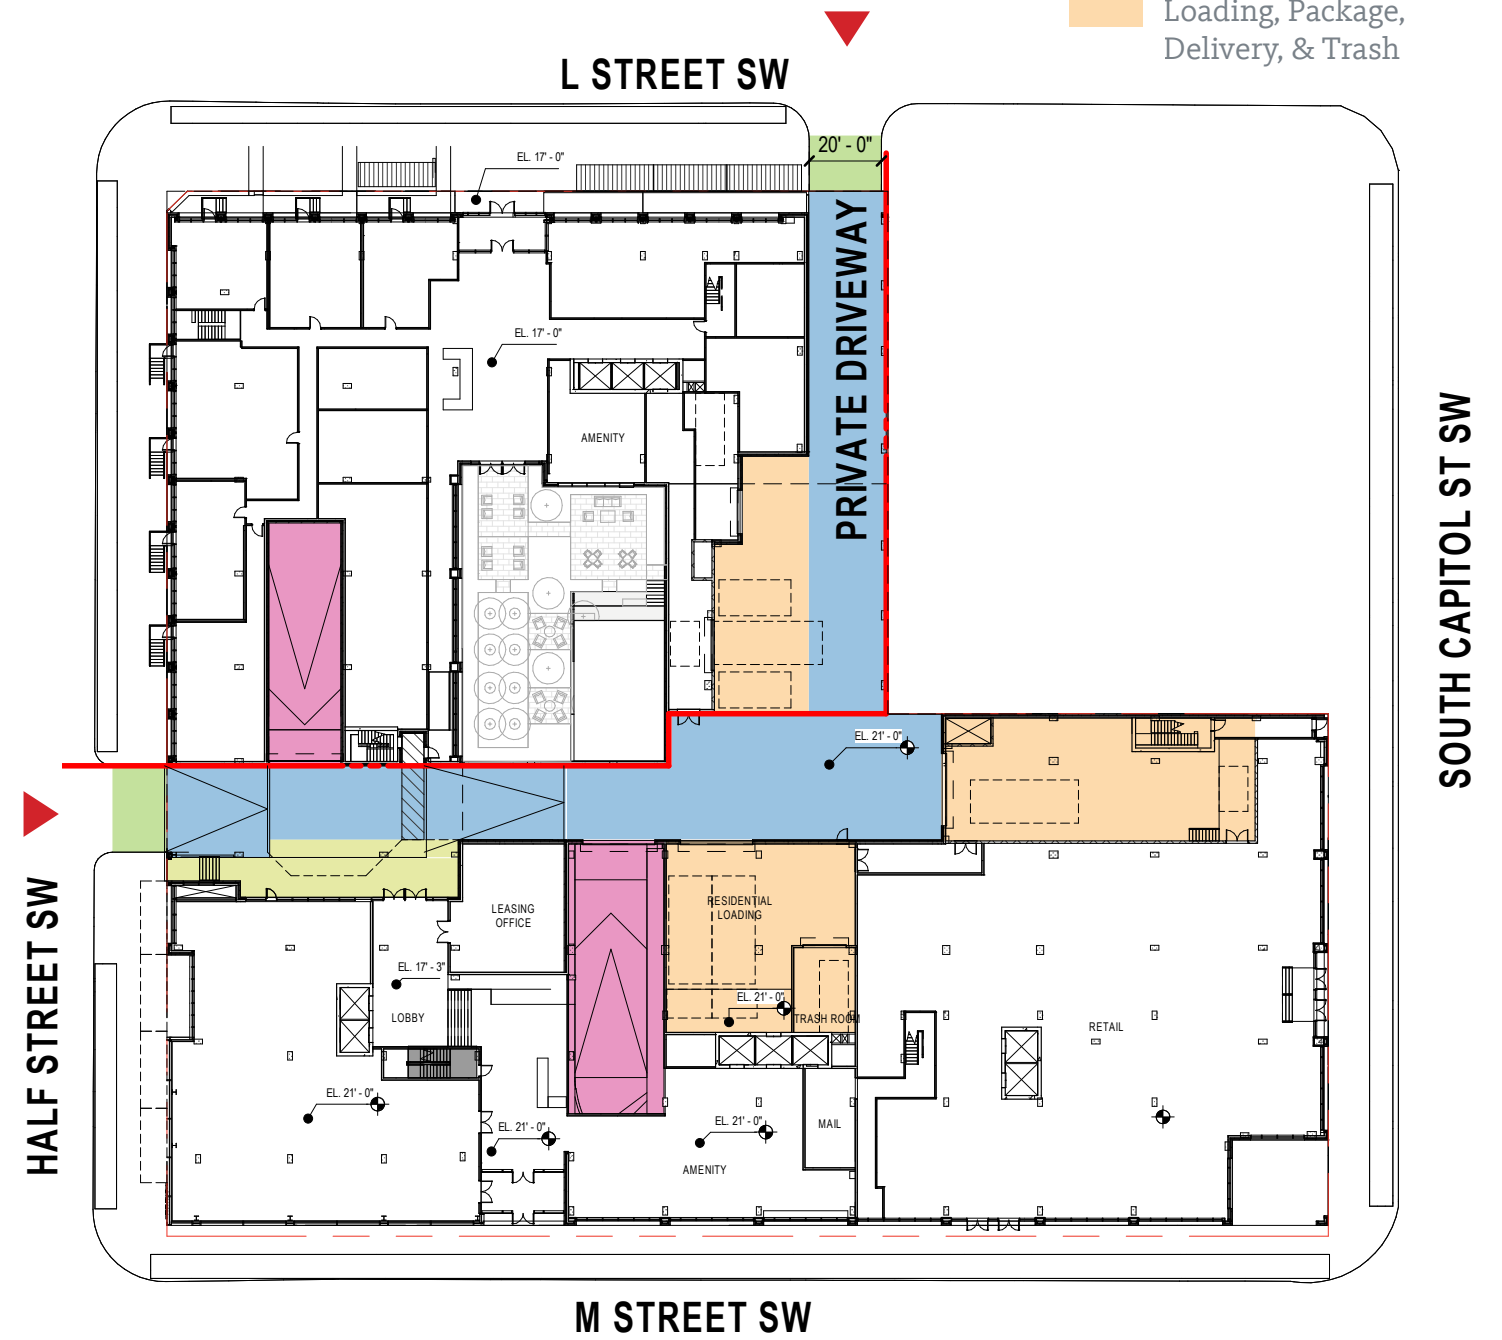 Loading, Package,
Delivery, & Trash
L STREET SW
20' - 0"
EL. 17' - 0"
PRIVATE DRIVEWAY
EL. 17' - 0"
AMENITY
SOUTH CAPITOL ST SW
EL. 21' - 0"
HALF STREET SW
LEASING
OFFICE
RESIDENTIAL
LOADING
EL. 17' - 3"
LOBBY
EL. 21' - 0"
TRASH ROOM
RETAIL
EL. 21' - 0"
EL. 21' - 0"
EL. 21' - 0"
MAIL
AMENITY
M STREET SW